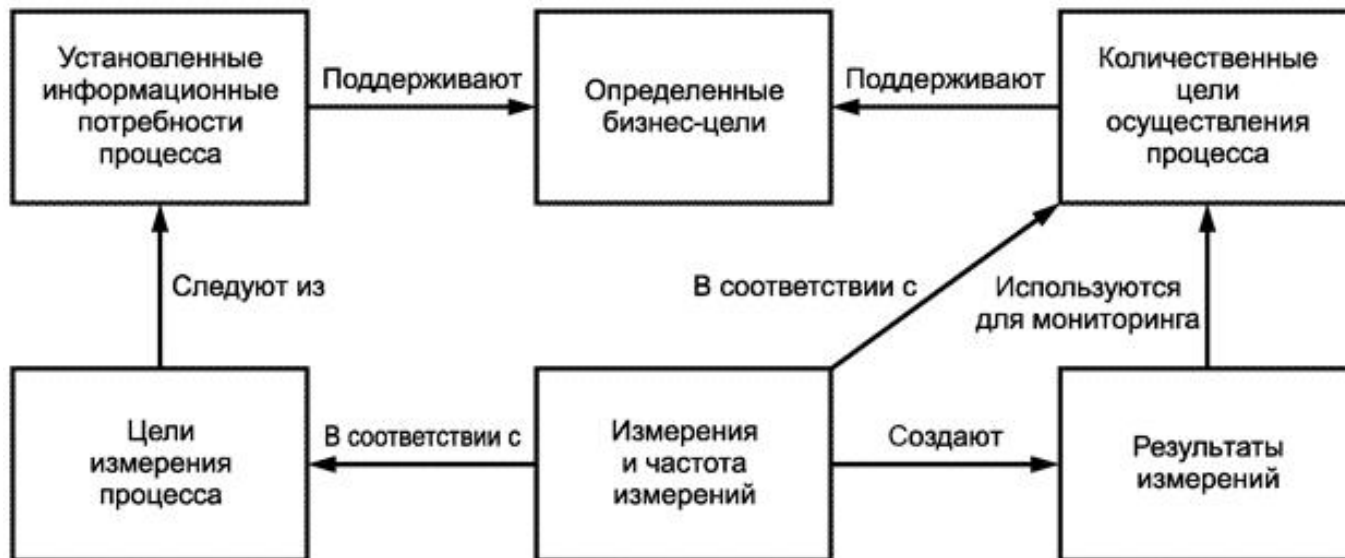 Установленные
информационные
потребности
процесса
Поддерживают
Определенные
бизнес-цели
Поддерживают
Количественные
цели
осуществления
процесса
Следуют из
В соответствии с
Используются
для мониторинга
Цели
измерения
процесса
В соответствии с
Измерения
и частота
измерений
Создают
Результаты
измерений